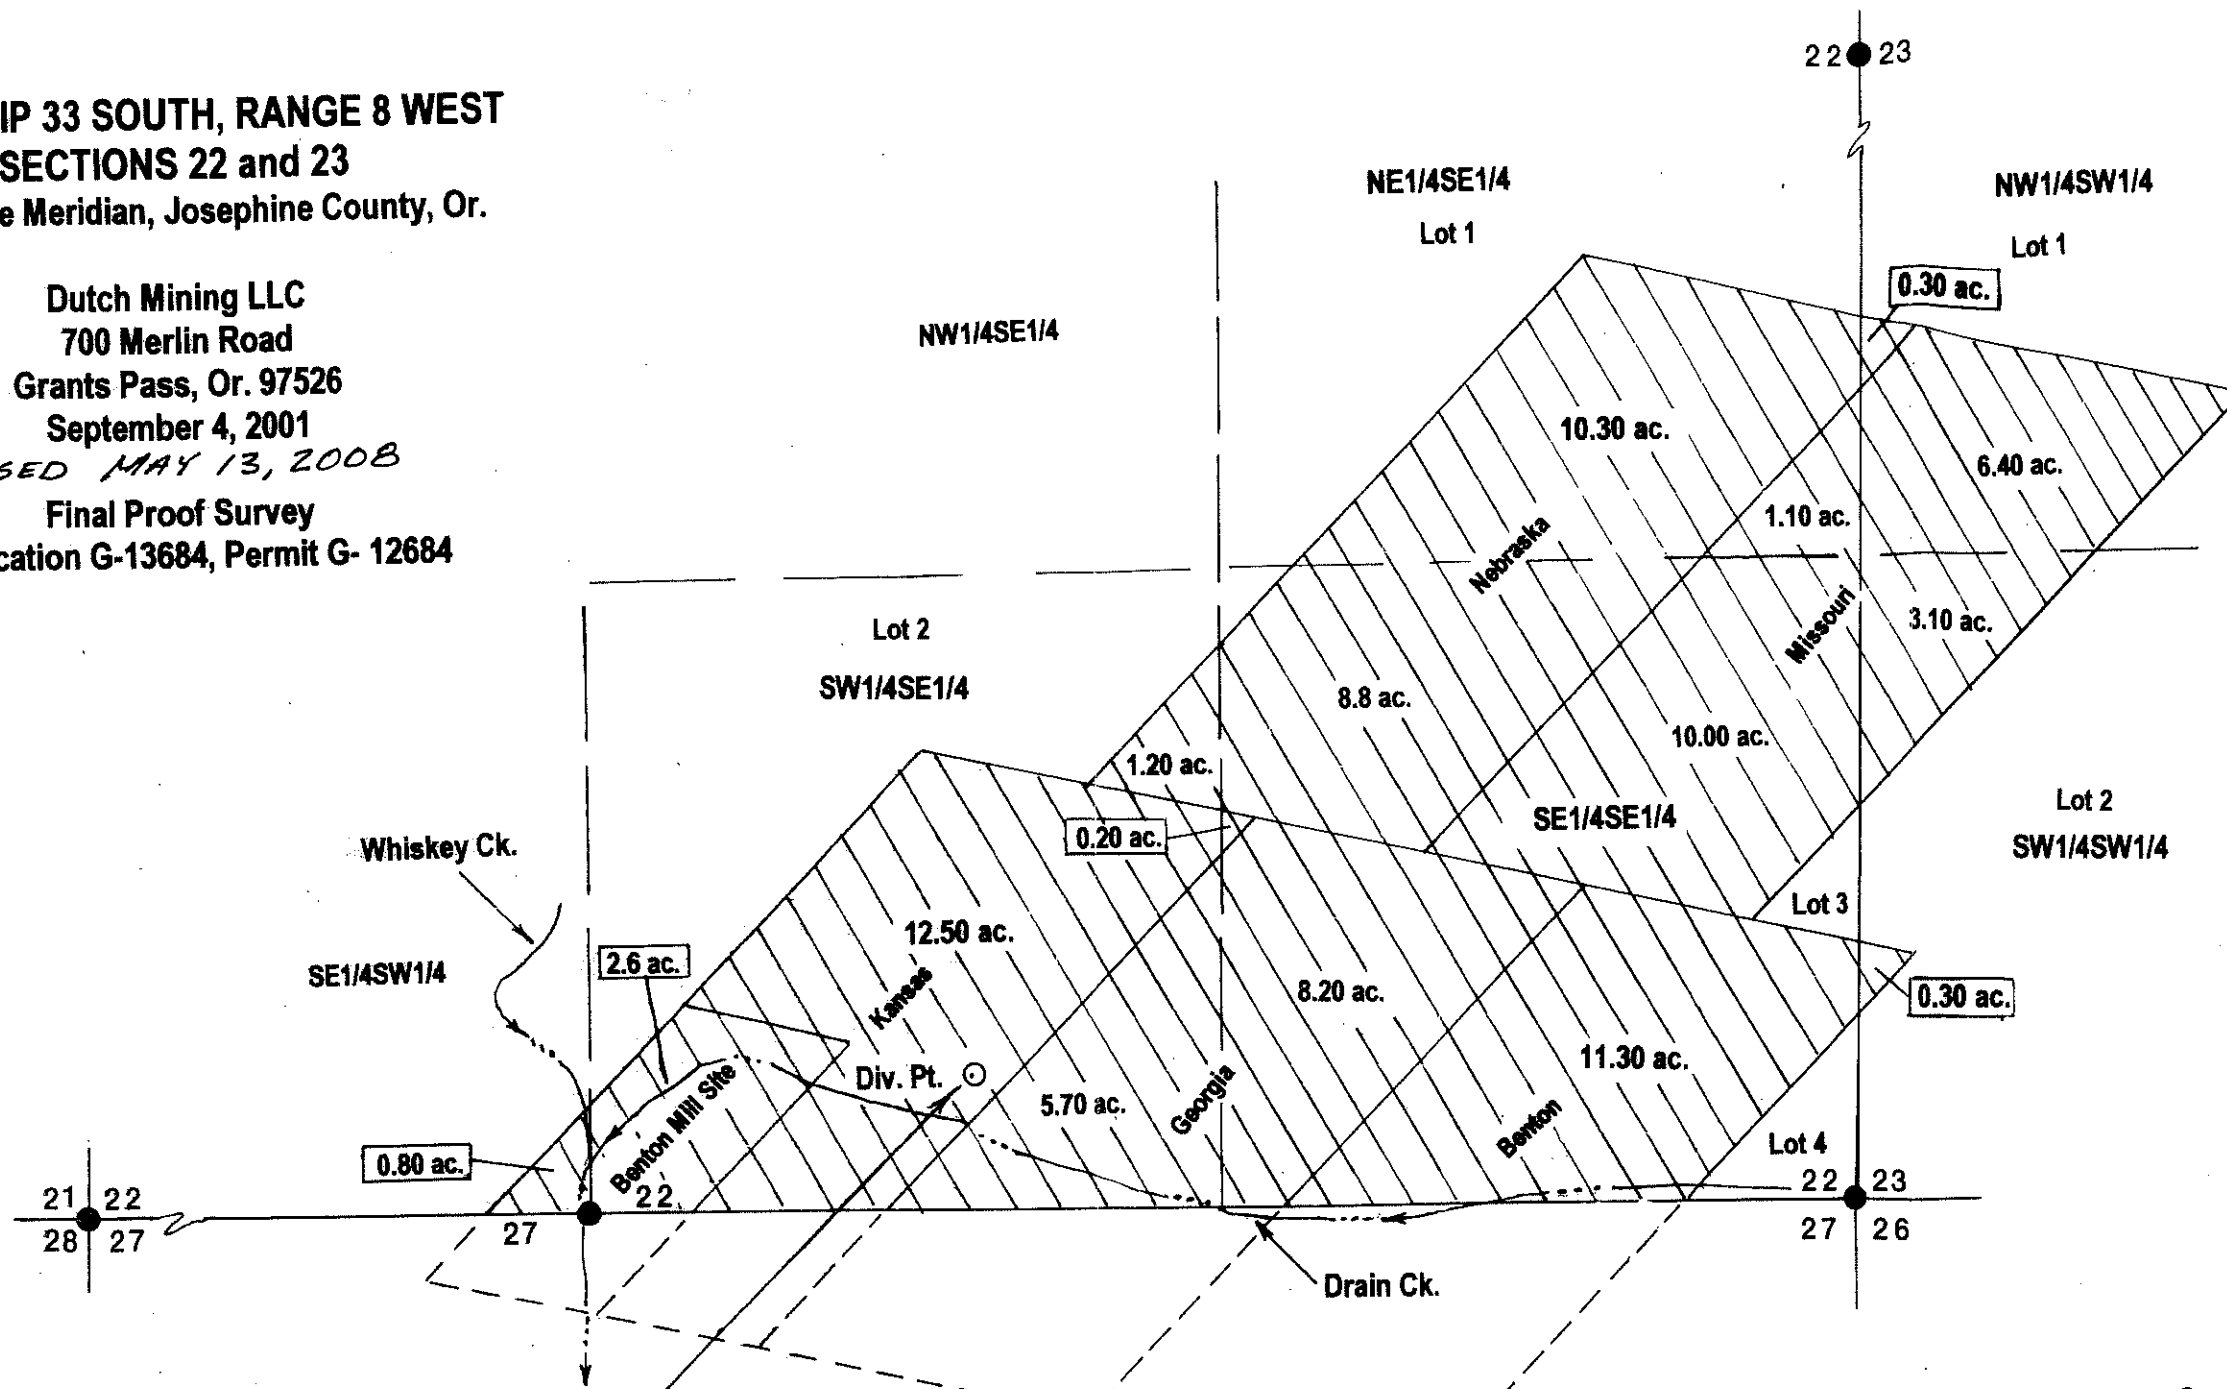 IP 33 SOUTH, RANGE 8 WEST
SECTIONS 22 and 23
e Meridian, Josephine County, Or.
Dutch Mining LLC
700 Merlin Road
Grants Pass, Or. 97526
September 4, 2001
SED MAY 13, 2008
Final Proof Survey
cation G-13684, Permit G- 12684
22 23
NE1/4SE1/4
Lot 1
NW1/4SW1/4
Lot 1
0.30 ac.
NW1/4SE1/4
10.30 ac.
6.40 ac.
1.10 ac.
Nebraska
Missouri
3.10 ac.
Lot 2
SW1/4SE1/4
8.8 ac.
10.00 ac.
1.20 ac.
0.20 ac.
SE1/4SE1/4
Lot 2
SW1/4SW1/4
Whiskey Ck.
Lot 3
12.50 ac.
2.6 ac.
SE1/4SW1/4
Kansas
8.20 ac.
0.30 ac.
11.30 ac.
Div. Pt.
5.70 ac.
Georgia
Benton
Benton Mill Site
Lot 4
0.80 ac.
21 22
22
22 23
28 27
27
27 26
Drain Ck.